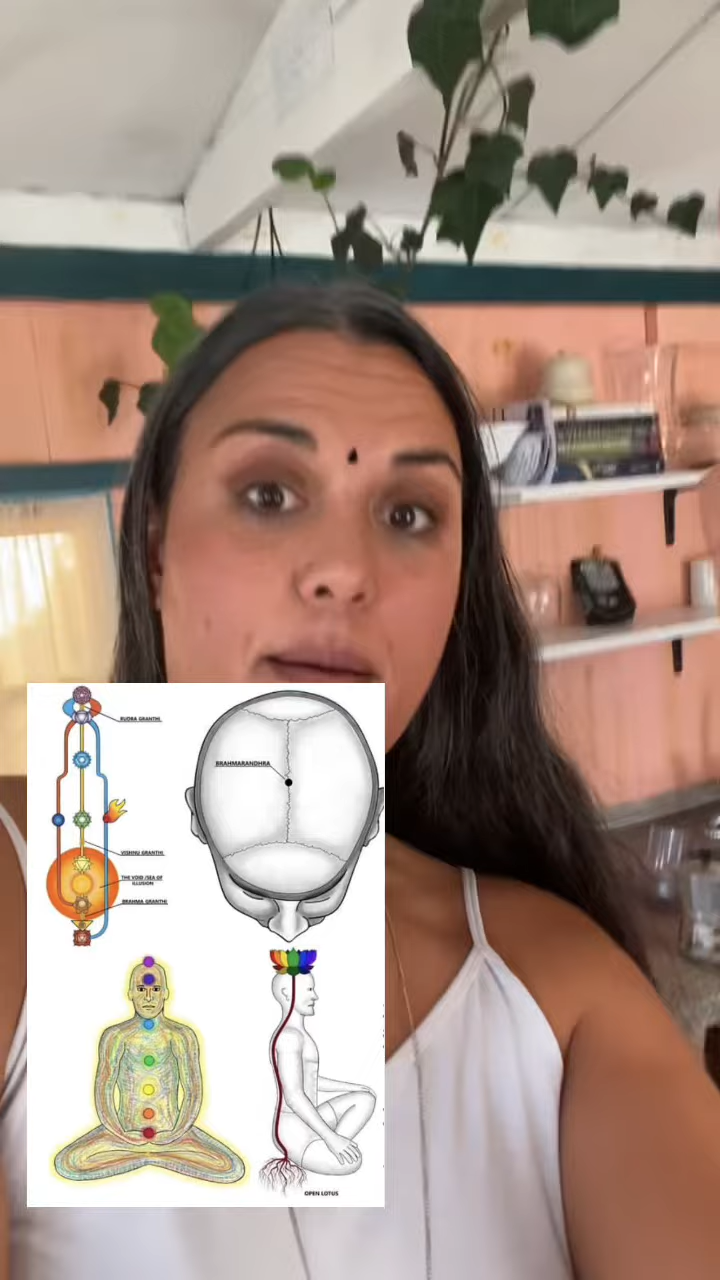 RUDRA GRANTHI
BRAHMARANDHRA
VISHNU GRANTHI
THE VOID /SEA OF
ILLUSION
BRAHMA GRANTHI
OPEN LOTUS